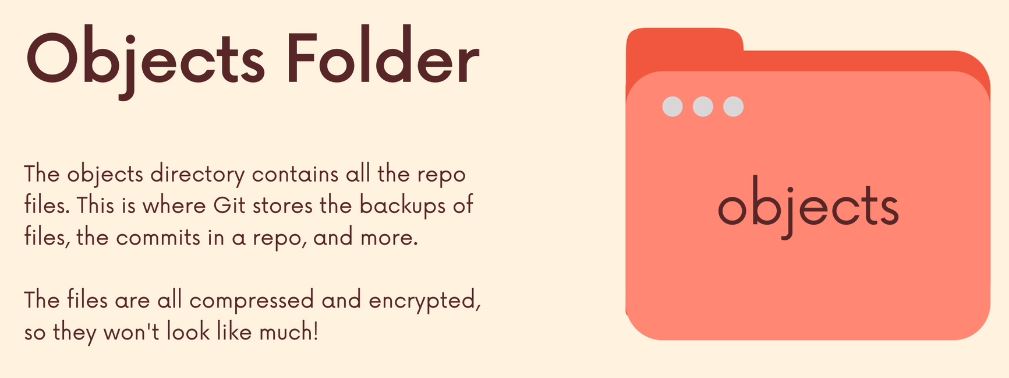 Objects Folder
The objects directory contains all the repo
files. This is where Git stores the backups of
files, the commits in a repo, and more.
The files are all compressed and encrypted,
so they won't look like much!
objects